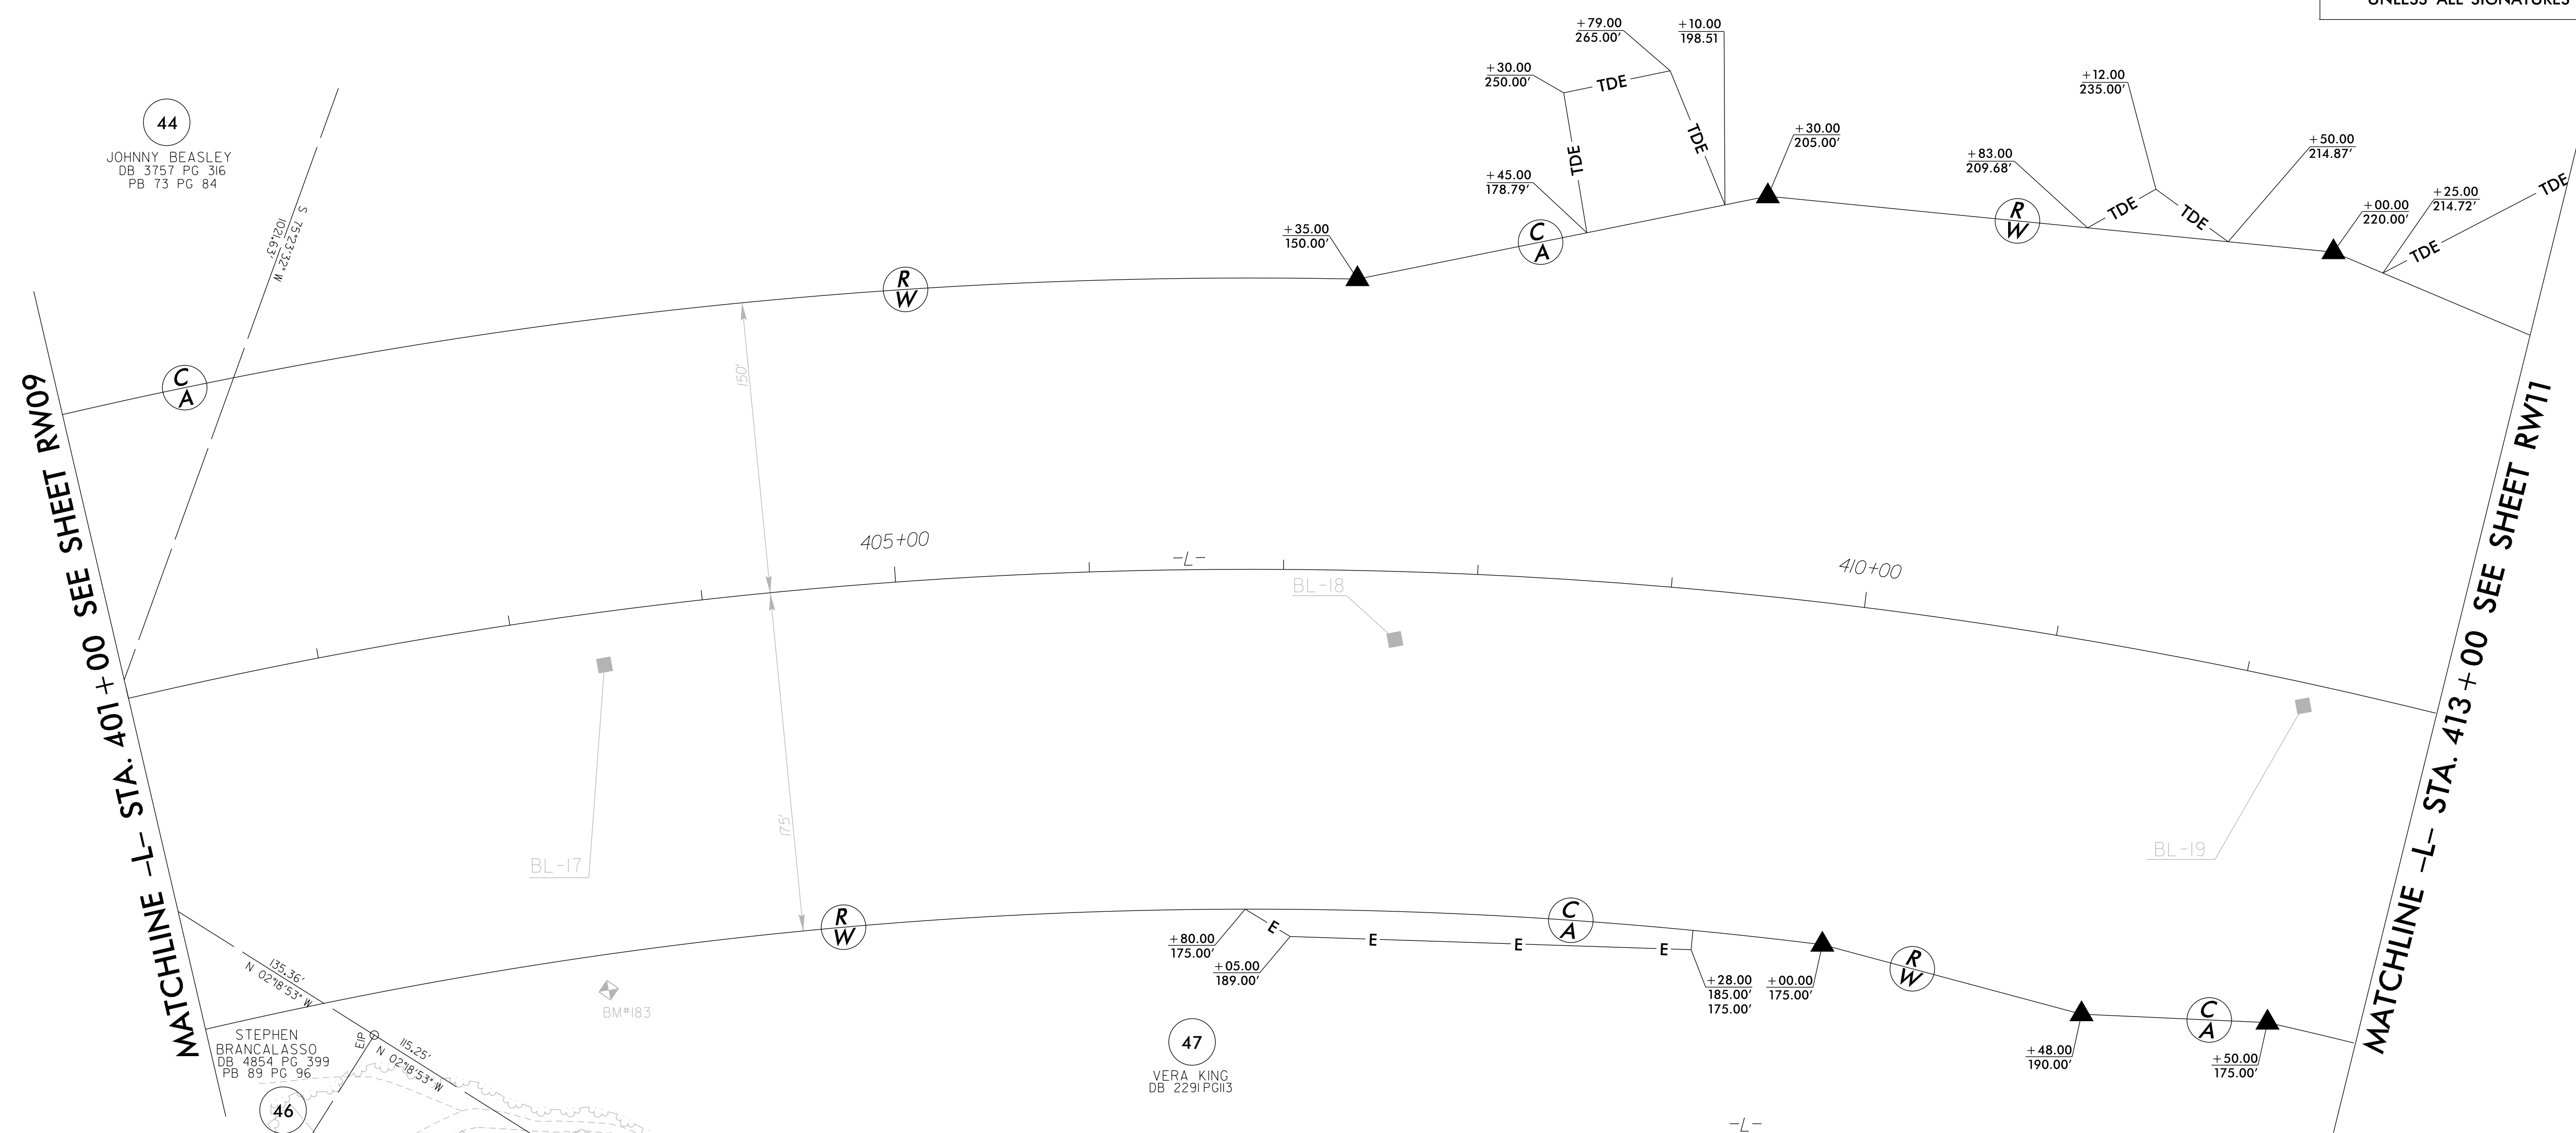 UNLESS ALL SIGNATURES
+79.00
265.00'
+10.00
198.51
+30.00
250.00'
TDE
TDE
TDE
+45.00
178.79'
+30.00
205.00'
+12.00
235.00'
+83.00
209.68'
+50.00
214.87'
TDE
TDE
+25.00
214.72'
+00.00
220.00'
TDE
TDE
44
JOHNNY BEASLEY
DB 3757 PG 316
PB 73 PG 84
S 75°23'32" W
1021.63'
+35.00
150.00'
R
W
C
A
C
A
R
W
150'
405+00
-L-
410+00
BL-18
MATCHLINE -L- STA. 401+00 SEE SHEET RW09
MATCHLINE -L- STA. 413+00 SEE SHEET RW11
175'
BL-17
BL-19
R
W
C
A
E
E
E
E
+80.00
175.00'
+05.00
189.00'
+28.00
185.00'
175.00'
+00.00
175.00'
R
W
C
A
+48.00
190.00'
+50.00
175.00'
135.36'
N 02°18'53" W
EIP
115.25'
N 02°18'53" W
BM#183
STEPHEN
BRANCALASSO
DB 4854 PG 399
PB 89 PG 96
46
47
VERA KING
DB 2291 PG113
-L-